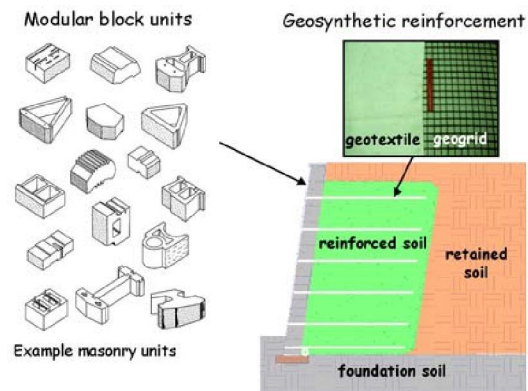 Modular block units
Geosynthetic reinforcement
geotextile
geogrid
reinforced soil
retained
soil
foundation soil
Example masonry units